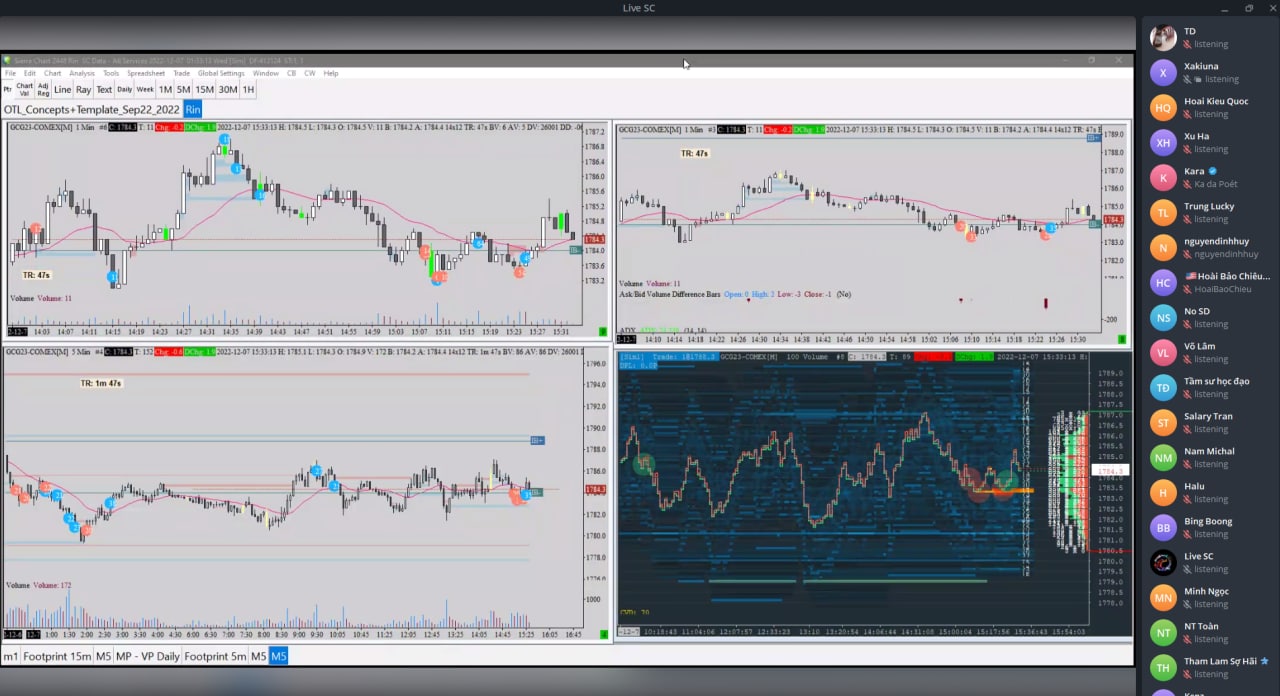 Live SC
Sierra Chart 2448 Rin SC Data - All Services 2022-12-07 01:33:13 Wed [Sim]
File Edit Chart Analysis Tools Spreadsheet Trade Global Settings Window CB CW Help
Ptr Chart Val Adj Reg Line Ray Text Daily Week 1M 5M 15M 30M 1H
OTL_Concepts+Template_Sep22_2022 Rin
GCG23-COMEX[M] 1 Min #6 C: 1784.3 T: 11 Chg: -0.2 DChg: 1.9 2022-12-07 15:33:13 H: 1784.5 L: 1784.3 O: 1784.5 V: 11 B: 1784.2 A: 1784.4 14x12 TR: 47s BV: 6 AV: 5 DV: 26001 DD:
1787.2
1786.8
1786.4
1785.6
1785.2
1784.8
1784.3
1783.6
1783.2
TR: 47s
Volume Volume: 11
2-12-7 14:03 14:07 14:11 14:15 14:19 14:23 14:27 14:31 14:35 14:39 14:43 14:47 14:51 14:55 14:59 15:03 15:07 15:11 15:15 15:19 15:23 15:27 15:31
GCG23-COMEX[M] 1 Min #3 C: 1784.3 T: 11 Chg: -0.2 DChg: 1.9 2022-12-07 15:33:13 H: 1784.5 L: 1784.3 O: 1784.5 V: 11 B: 1784.2 A: 1784.4 14x12 TR: 47s
TR: 47s
1789.0
1788.0
1787.0
1786.0
1785.0
1784.3
1783.0
1782.0
Volume Volume: 11
Ask/Bid Volume Difference Bars Open: 0 High: 2 Low: -3 Close: -1 (No)
-200
ADX (14, 14)
12-7 14:10 14:14 14:18 14:22 14:26 14:30 14:34 14:38 14:42 14:46 14:50 14:54 14:58 15:02 15:06 15:10 15:14 15:18 15:22 15:26 15:30
GCG23-COMEX[M] 5 Min #4 C: 1784.3 T: 152 Chg: -0.6 DChg: 1.9 2022-12-07 15:33:13 H: 1785.1 L: 1784.3 O: 1784.9 V: 172 B: 1784.2 A: 1784.4 14x12 TR: 1m 47s BV: 86 AV: 86 DV: 26001
TR: 1m 47s
1796.0
1794.0
1792.0
1790.0
1788.0
1786.0
1784.3
1782.0
1780.0
1778.0
1776.0
1000
Volume Volume: 172
2-12-6 12-7 1:00 1:30 2:00 2:30 3:00 3:30 4:00 4:30 5:00 5:30 6:00 6:30 7:00 7:30 8:00 8:30 9:30 10:05 10:45 11:25 12:05 12:45 13:25 14:05 14:45 15:25 16:05 16:45
[Sim] Trade: 1@1788.3 GCG23-COMEX[M] 100 Volume #8 C: 1784.3 T: 89 DChg: 1.9 2022-12-07 15:33:13 H:
1789.0
1788.5
1788.0
1787.5
1787.0
1786.5
1786.0
1785.5
1785.0
1784.3
1783.5
1783.0
1782.5
1782.0
1781.5
1781.0
1780.5
1780.0
1779.5
1779.0
1778.5
1778.0
-12-7 10:18:43 11:04:06 12:07:57 12:33:23 13:10 13:20:54 14:06:44 14:31:08 15:00:04 15:17:56 15:36:43 15:54:03
m1 Footprint 15m M5 MP - VP Daily Footprint 5m M5 M5
TD
listening
Xakiuna
listening
Hoai Kieu Quoc
listening
Xu Ha
listening
Kara
Ka da Poét
Trung Lucky
listening
nguyendinhhuy
nguyendinhhuy
Hoài Bảo Chiêu...
HoaiBaoChieu
No SD
listening
Võ Lâm
listening
Tầm sư học đạo
listening
Salary Tran
listening
Nam Michal
listening
Halu
listening
Bing Boong
listening
Live SC
listening
Minh Ngọc
listening
NT Toàn
listening
Tham Lam Sợ Hãi
listening
X
HQ
XH
K
TL
N
HC
NS
VL
TĐ
ST
NM
H
BB
MN
NT
TH